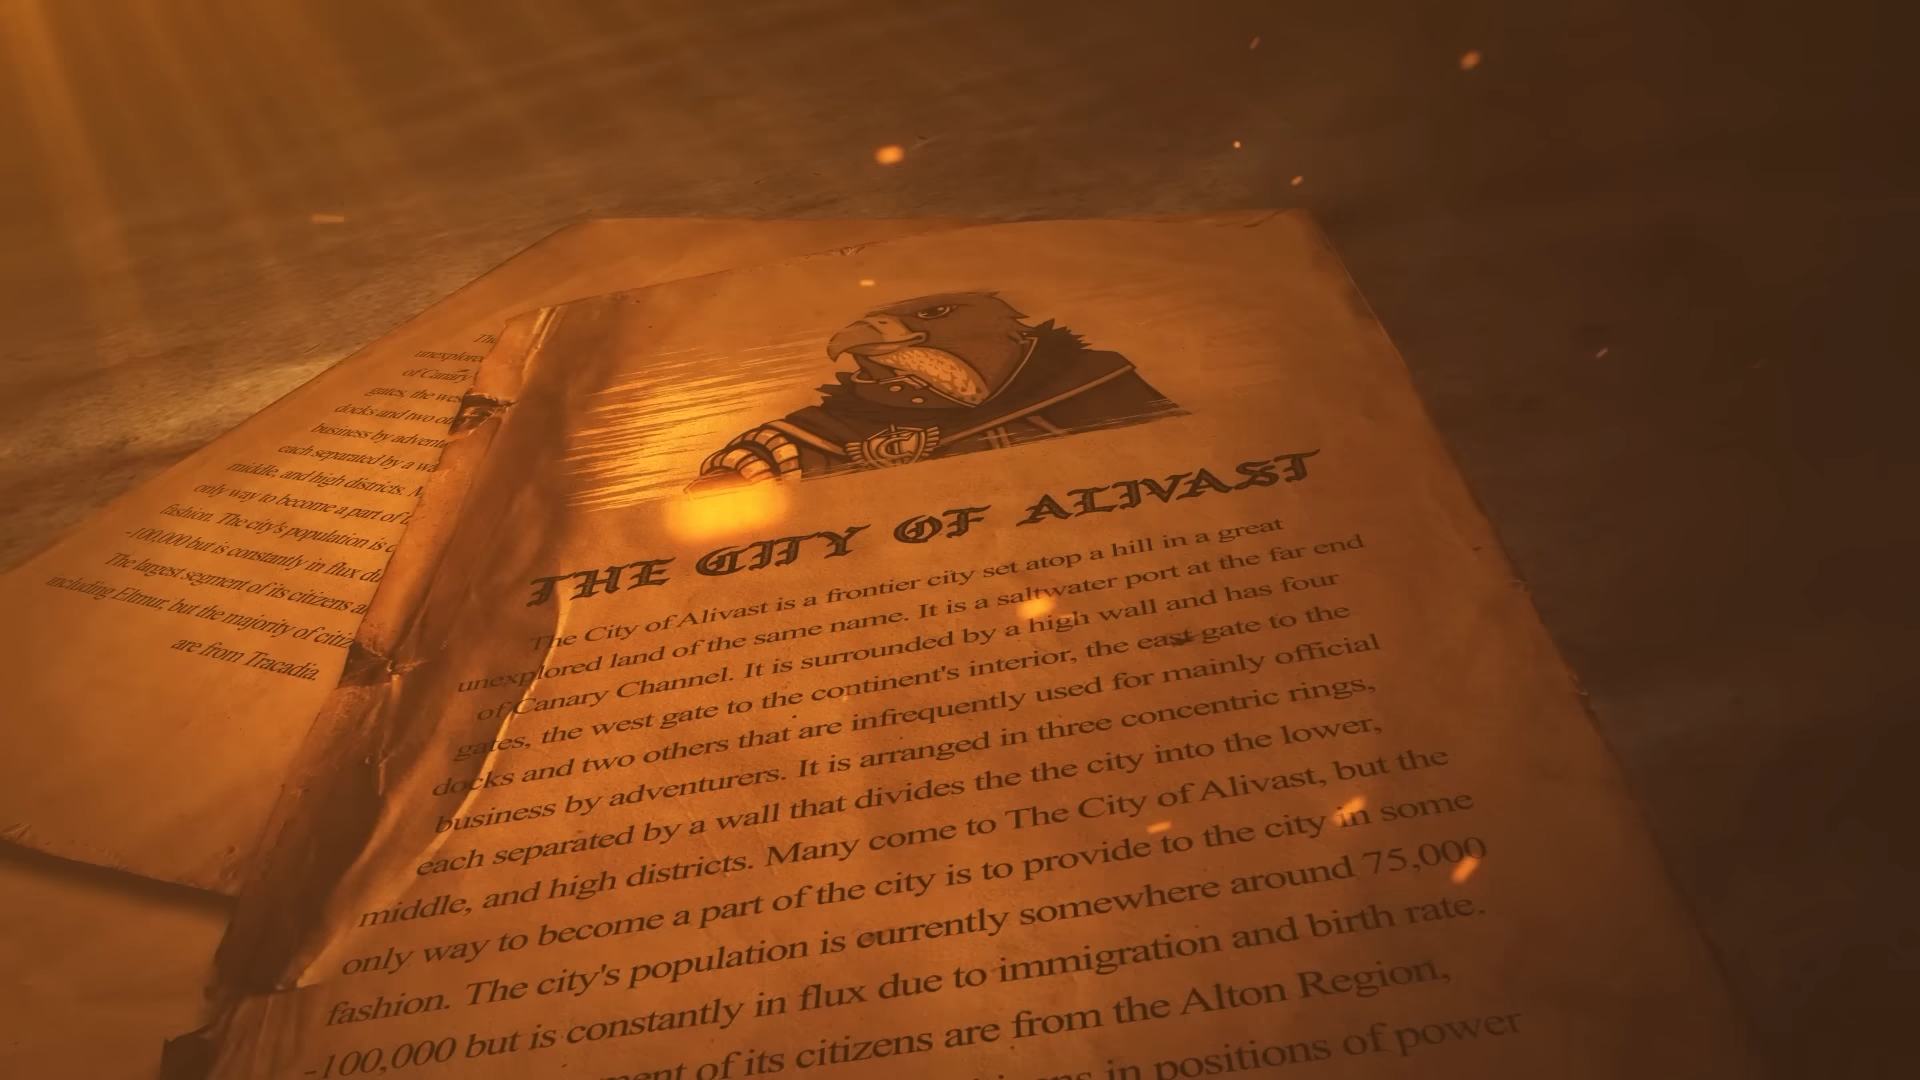 The
unexplored
of Canary
gates, the west
docks and two oth
business by advent
each separated by a wa
middle, and high districts. M
only way to become a part of t
fashion. The city's population is c
-100,000 but is constantly in flux du
The largest segment of its citizens ar
including Eltmur, but the majority of citiz
are from Tracadia.
THE CITY OF ALIVAST
The City of Alivast is a frontier city set atop a hill in a great
unexplored land of the same name. It is a saltwater port at the far end
of Canary Channel. It is surrounded by a high wall and has four
gates, the west gate to the continent's interior, the east gate to the
docks and two others that are infrequently used for mainly official
business by adventurers. It is arranged in three concentric rings,
each separated by a wall that divides the the city into the lower,
middle, and high districts. Many come to The City of Alivast, but the
only way to become a part of the city is to provide to the city in some
fashion. The city's population is currently somewhere around 75,000
-100,000 but is constantly in flux due to immigration and birth rate.
ment of its citizens are from the Alton Region,
in positions of power